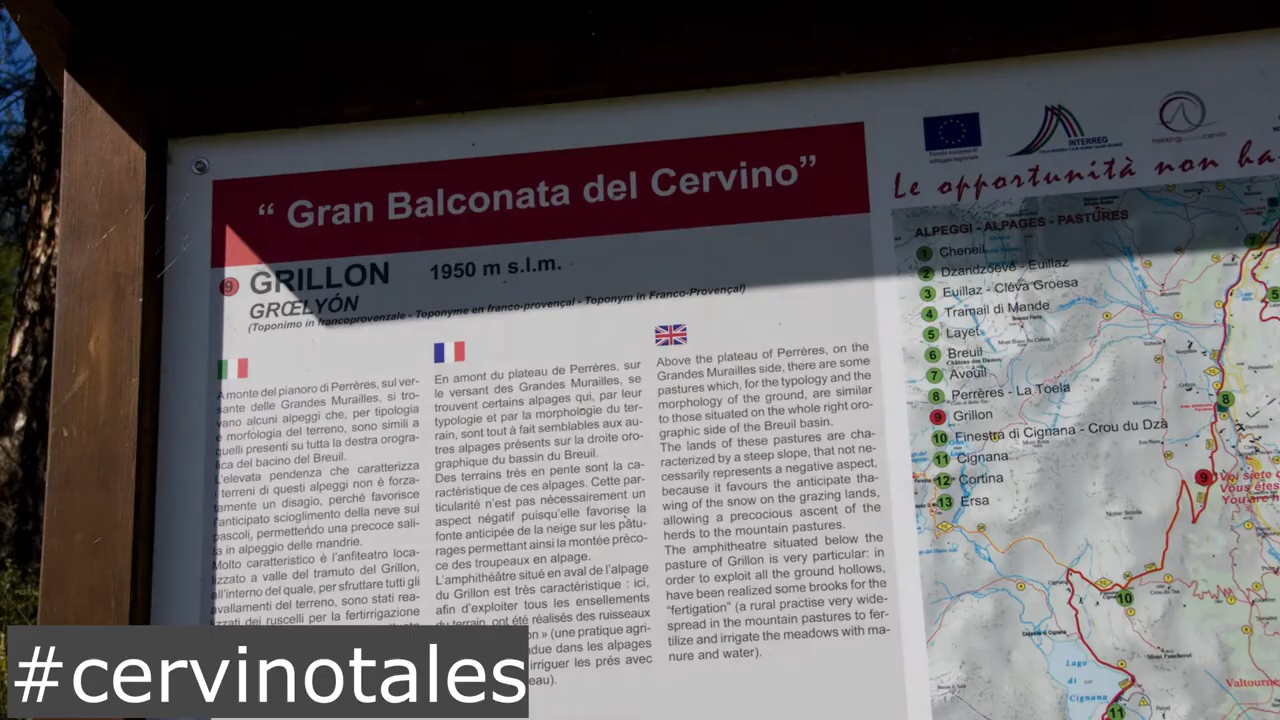 “ Gran Balconata del Cervino”
9 GRILLON 1950 m s.l.m.
GRŒLYÓN
(Toponimo in francoprovenzale - Toponyme en franco-provençal - Toponym in Franco-Provençal)
A monte del pianoro di Perrères, sul ver-
sante delle Grandes Murailles, si tro-
vano alcuni alpeggi che, per tipologia
e morfologia del terreno, sono simili a
quelli presenti su tutta la destra orogra-
fica del bacino del Breuil.
L’elevata pendenza che caratterizza
i terreni di questi alpeggi non è forza-
tamente un disagio, perché favorisce
l’anticipato scioglimento della neve sui
pascoli, permettendo una precoce sali-
ta in alpeggio delle mandrie.
Molto caratteristico è l’anfiteatro loca-
lizzato a valle del tramuto del Grillon,
all’interno del quale, per sfruttare tutti gli
avallamenti del terreno, sono stati rea-
lizzati dei ruscelli per la fertirrigazione
En amont du plateau de Perrères, sur
le versant des Grandes Murailles, se
trouvent certains alpages qui, par leur
typologie et par la morphologie du ter-
rain, sont tout à fait semblables aux au-
tres alpages présents sur la droite oro-
graphique du bassin du Breuil.
Des terrains très en pente sont la ca-
ractéristique de ces alpages. Cette par-
ticularité n’est pas nécessairement un
aspect négatif puisqu’elle favorise la
fonte anticipée de la neige sur les pâtu-
rages permettant ainsi la montée préco-
ce des troupeaux en alpage.
L’amphithéâtre situé en aval de l’alpage
du Grillon est très caractéristique : ici,
afin d’exploiter tous les ensellements
du terrain, ont été réalisés des ruisseaux
on » (une pratique agri-
due dans les alpages
irriguer les prés avec
eau).
Above the plateau of Perrères, on the
Grandes Murailles side, there are some
pastures which, for the typology and the
morphology of the ground, are similar
to those situated on the whole right oro-
graphic side of the Breuil basin.
The lands of these pastures are cha-
racterized by a steep slope, that not ne-
cessarily represents a negative aspect,
because it favours the anticipate tha-
wing of the snow on the grazing lands,
allowing a precocious ascent of the
herds to the mountain pastures.
The amphitheatre situated below the
pasture of Grillon is very particular: in
order to exploit all the ground hollows,
have been realized some brooks for the
“fertigation” (a rural practise very wide-
spread in the mountain pastures to fer-
tilize and irrigate the meadows with ma-
nure and water).
INTERREG
Le opportunità non ha
ALPEGGI - ALPAGES - PASTURES
1 Cheneil
2 Dzandzoevé - Euillaz
3 Euillaz - Cléva Groesa
4 Tramail di Mande
5 Layet
6 Breuil
7 Avouil
8 Perrères - La Toela
9 Grillon
10 Finestra di Cignana - Crou du Dzà
11 Cignana
12 Cortina
13 Ersa
7
5
8
9 Voi siete
Vous êtes
You are
10
Lago
di
Cignana
11
Valtourne
#cervinotales